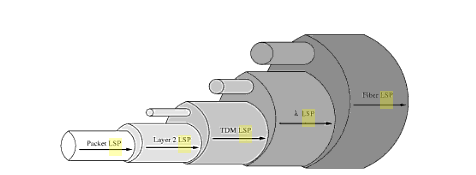 Packet LSP
Layer 2 LSP
TDM LSP
λ LSP
Fiber LSP